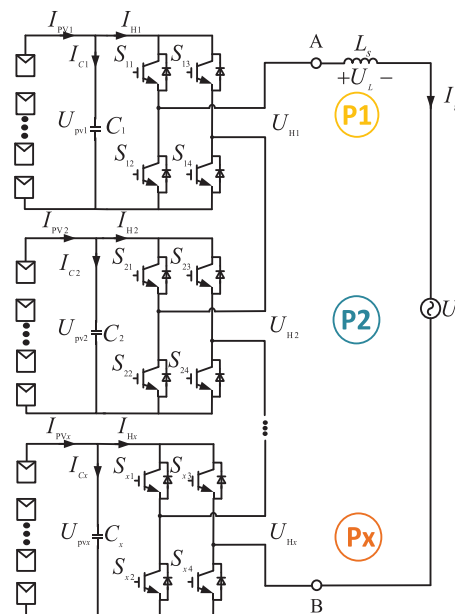 I_PV1 I_H1
I_C1 S_11 S_13 A L_s
+U_L −
P1
I
U_pv1 C_1 U_H1
S_12 S_14
I_PV2 I_H2
I_C2 S_21 S_23
U_pv2 C_2 U_H2 P2 U
S_22 S_24
I_PVx I_Hx
I_Cx S_x1 S_x3
U_pvx C_x U_Hx Px
S_x2 S_x4
B